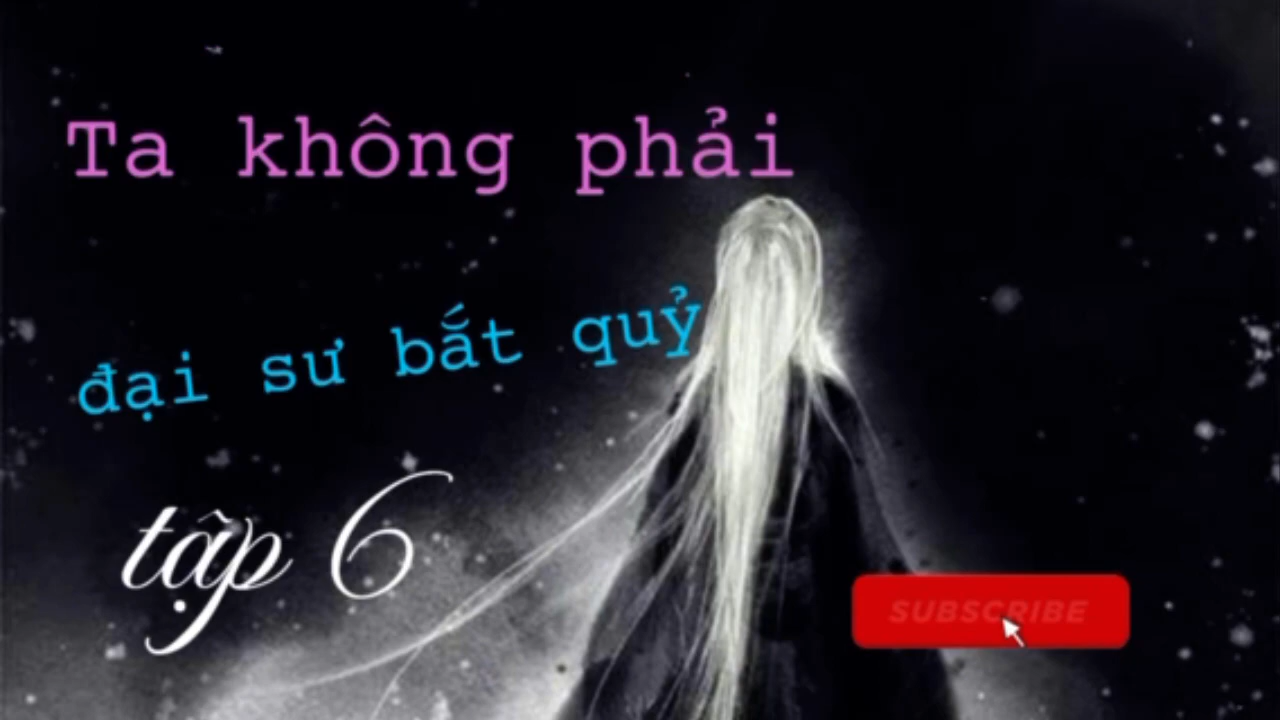 Ta không phải
đại sư bắt quỷ
tập 6
SUBSCRIBE